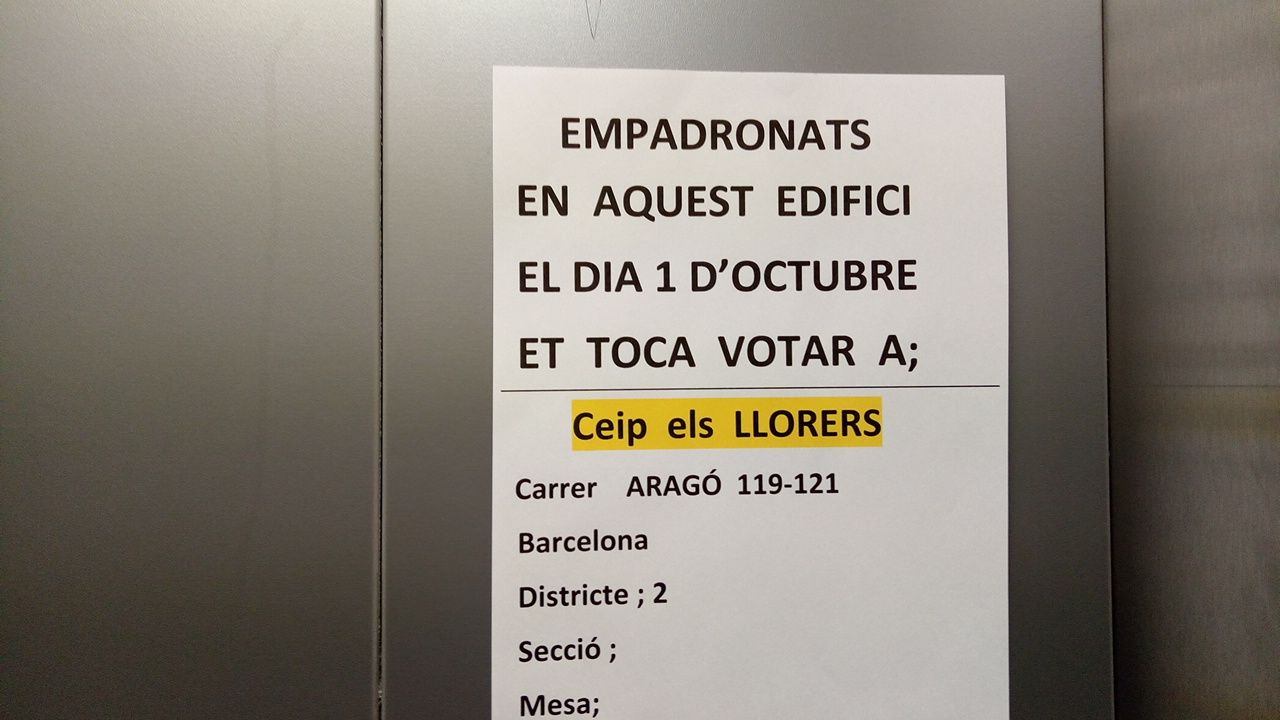 EMPADRONATS
EN AQUEST EDIFICI
EL DIA 1 D’OCTUBRE
ET TOCA VOTAR A;
Ceip els LLORERS
Carrer ARAGÓ 119-121
Barcelona
Districte ; 2
Secció ;
Mesa;